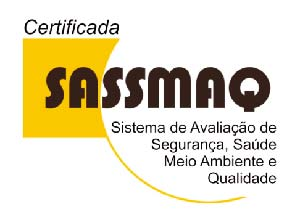 Certificada
SASSMAQ
Sistema de Avaliação de
Segurança, Saúde
Meio Ambiente e
Qualidade